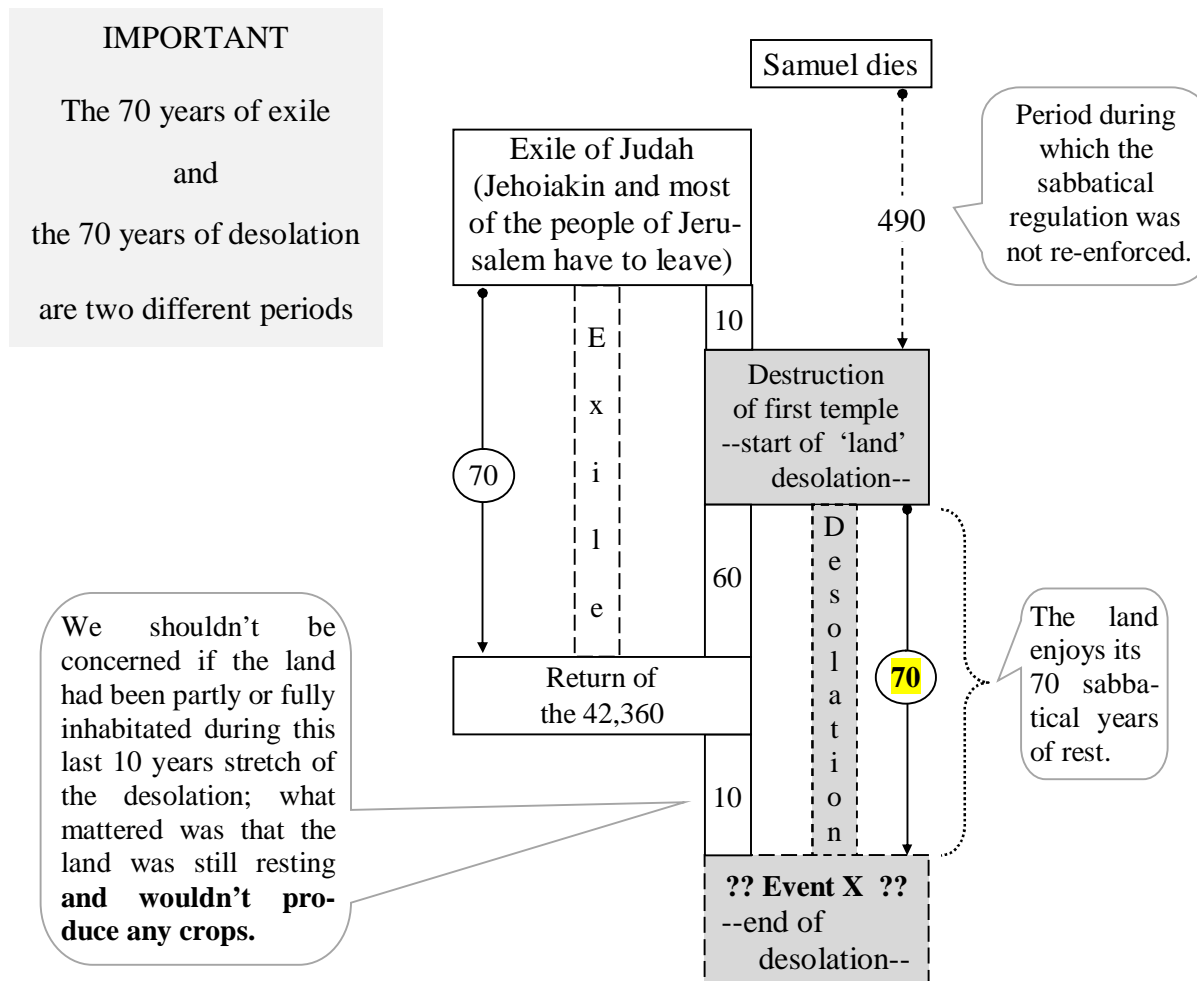 IMPORTANT
The 70 years of exile
and
the 70 years of desolation
are two different periods
Samuel dies
490
Period during
which the
sabbatical
regulation was
not re-enforced.
Exile of Judah
(Jehoiakin and most
of the people of Jeru-
salem have to leave)
10
E
x
i
l
e
70
Destruction
of first temple
--start of ‘land’
desolation--
60
D
e
s
o
l
a
t
i
o
n
70
The land
enjoys its
70 sabba-
tical years
of rest.
Return of
the 42,360
10
We shouldn’t be
concerned if the land
had been partly or fully
inhabitated during this
last 10 years stretch of
the desolation; what
mattered was that the
land was still resting
and wouldn’t pro-
duce any crops.
?? Event X ??
--end of
desolation--